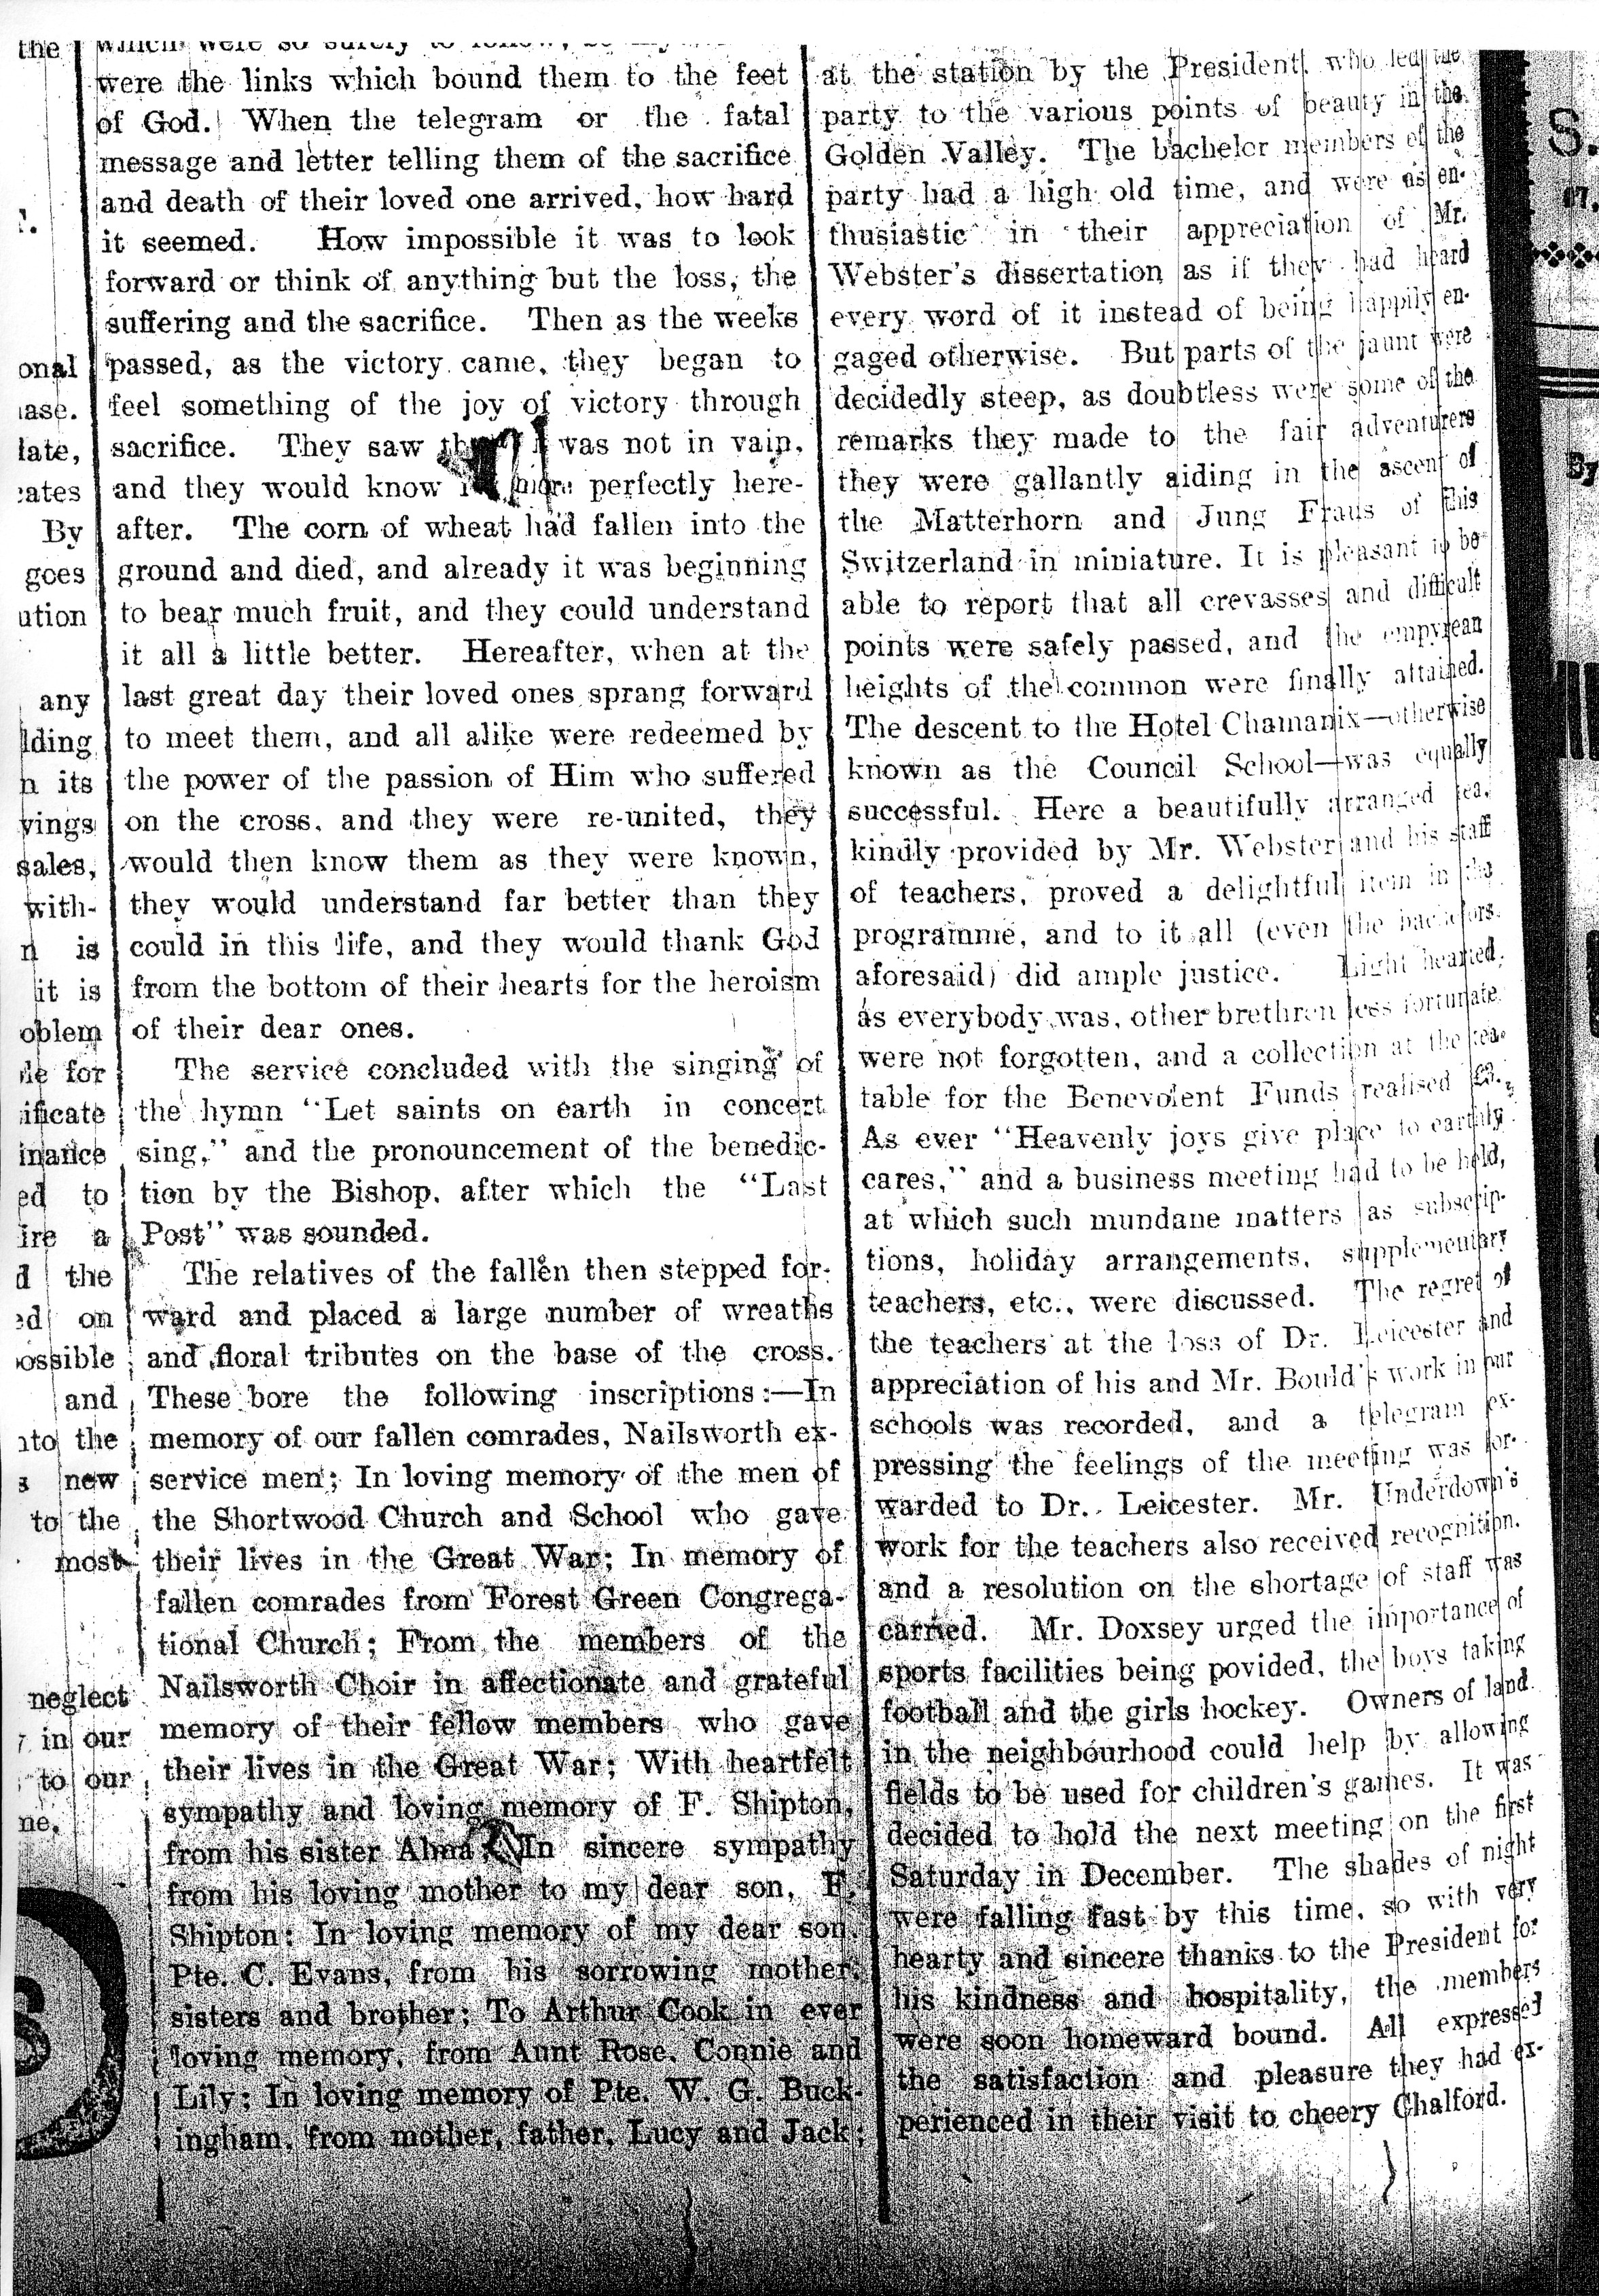 the
onal
ase.
late,
cates
By
goes
ution
any
lding
n its
vings
sales,
with-
n is
it is
oblem
le for
ificate
inance
ed to
ire a
d the
ed on
ossible
and
nto the
s new
to the
most
neglect
in our
to our
ne.
which were so surely to follow,
were the links which bound them to the feet
of God. When the telegram or the fatal
message and letter telling them of the sacrifice
and death of their loved one arrived, how hard
it seemed. How impossible it was to look
forward or think of anything but the loss, the
suffering and the sacrifice. Then as the weeks
passed, as the victory came, they began to
feel something of the joy of victory through
sacrifice. They saw was not in vain,
and they would know more perfectly here-
after. The corn of wheat had fallen into the
ground and died, and already it was beginning
to bear much fruit, and they could understand
it all a little better. Hereafter, when at the
last great day their loved ones sprang forward
to meet them, and all alike were redeemed by
the power of the passion of Him who suffered
on the cross, and they were re-united, they
would then know them as they were known,
they would understand far better than they
could in this life, and they would thank God
from the bottom of their hearts for the heroism
of their dear ones.
The service concluded with the singing of
the hymn "Let saints on earth in concert
sing," and the pronouncement of the benedic-
tion by the Bishop, after which the "Last
Post" was sounded.
The relatives of the fallen then stepped for-
ward and placed a large number of wreaths
and floral tributes on the base of the cross.
These bore the following inscriptions:—In
memory of our fallen comrades, Nailsworth ex-
service men; In loving memory of the men of
the Shortwood Church and School who gave
their lives in the Great War; In memory of
fallen comrades from Forest Green Congrega-
tional Church; From the members of the
Nailsworth Choir in affectionate and grateful
memory of their fellow members who gave
their lives in the Great War; With heartfelt
sympathy and loving memory of F. Shipton,
from his sister Alma; In sincere sympathy
from his loving mother to my dear son, F.
Shipton; In loving memory of my dear son,
Pte. C. Evans, from his sorrowing mother,
sisters and brother; To Arthur Cook in ever
loving memory, from Aunt Rose, Connie and
Lily; In loving memory of Pte. W. G. Buck-
ingham, from mother, father, Lucy and Jack;
at the station by the President, who led the
party to the various points of beauty in the
Golden Valley. The bachelor members of the
party had a high old time, and were as en-
thusiastic in their appreciation of Mr.
Webster's dissertation as if they had heard
every word of it instead of being happily en-
gaged otherwise. But parts of the jaunt were
decidedly steep, as doubtless were some of the
remarks they made to the fair adventurers
they were gallantly aiding in the ascent of
the Matterhorn and Jung Fraus of this
Switzerland in miniature. It is pleasant to be
able to report that all crevasses and difficult
points were safely passed, and the empyrean
heights of the common were finally attained.
The descent to the Hotel Chamanix—otherwise
known as the Council School—was equally
successful. Here a beautifully arranged tea,
kindly provided by Mr. Webster and his staff
of teachers, proved a delightful item in the
programme, and to it all (even the bachelors
aforesaid) did ample justice. Light hearted,
as everybody was, other brethren less fortunate
were not forgotten, and a collection at the tea-
table for the Benevolent Funds realised £3.
As ever "Heavenly joys give place to earthly
cares," and a business meeting had to be held,
at which such mundane matters as subscrip-
tions, holiday arrangements, supplementary
teachers, etc., were discussed. The regret of
the teachers at the loss of Dr. Leicester and
appreciation of his and Mr. Bould's work in our
schools was recorded, and a telegram ex-
pressing the feelings of the meeting was for-
warded to Dr. Leicester. Mr. Underdown's
work for the teachers also received recognition,
and a resolution on the shortage of staff was
carried. Mr. Doxsey urged the importance of
sports facilities being povided, the boys taking
football and the girls hockey. Owners of land
in the neighbourhood could help by allowing
fields to be used for children's games. It was
decided to hold the next meeting on the first
Saturday in December. The shades of night
were falling fast by this time, so with very
hearty and sincere thanks to the President for
his kindness and hospitality, the members
were soon homeward bound. All expressed
the satisfaction and pleasure they had ex-
perienced in their visit to cheery Chalford.
S.
By